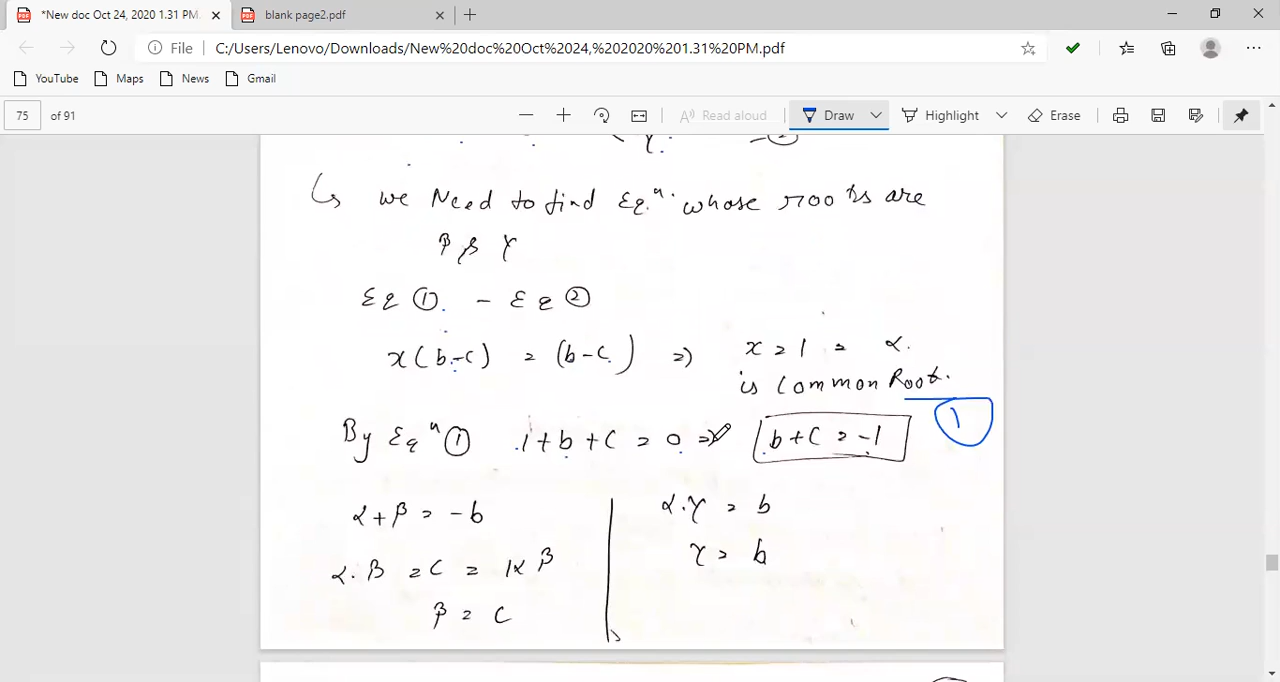 *New doc Oct 24, 2020 1.31 PM.
blank page2.pdf
File C:/Users/Lenovo/Downloads/New%20doc%20Oct%2024,%202020%201.31%20PM.pdf
YouTube Maps News Gmail
75 of 91 Read aloud Draw Highlight Erase
γ
↳ we Need to find Eqⁿ. whose roots are
β γ
Eq ① - Eq ②
x(b-c) = (b-c) => x = 1 = α.
is Common Root.
1
By Eqⁿ ① 1+b+c = 0 => b+c = -1
α+β = -b
α.γ = b
α.β = c = 1×β
γ = b
β = c